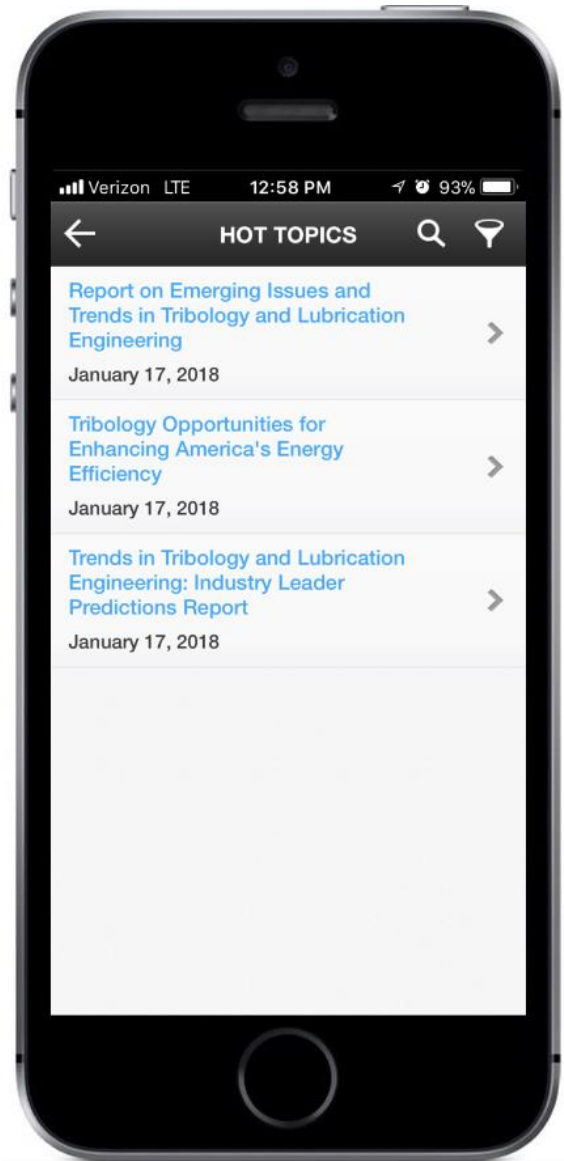 Verizon LTE 12:58 PM 93%
HOT TOPICS
Report on Emerging Issues and
Trends in Tribology and Lubrication
Engineering
January 17, 2018
Tribology Opportunities for
Enhancing America's Energy
Efficiency
January 17, 2018
Trends in Tribology and Lubrication
Engineering: Industry Leader
Predictions Report
January 17, 2018